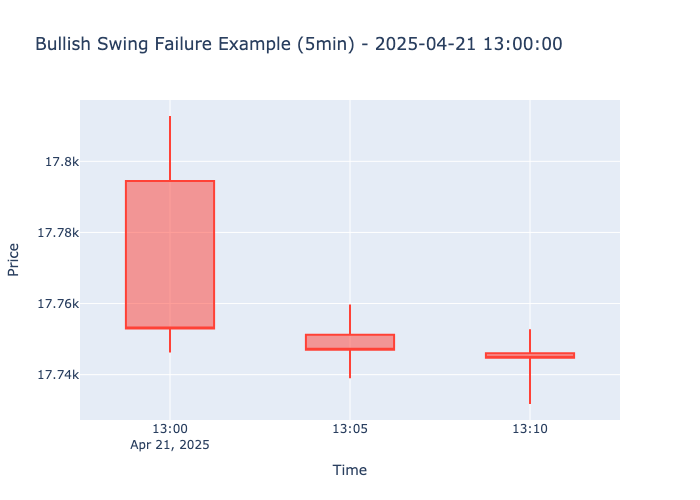 Bullish Swing Failure Example (5min) - 2025-04-21 13:00:00
17.8k
17.78k
17.76k
17.74k
Price
13:00
Apr 21, 2025
13:05
13:10
Time